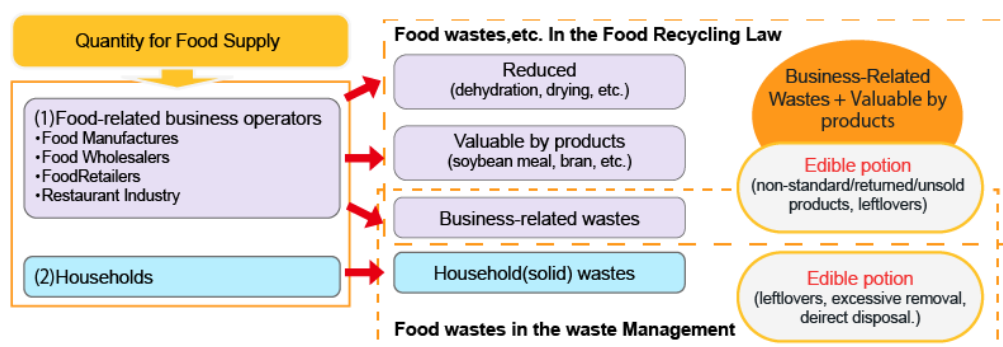 Quantity for Food Supply
(1)Food-related business operators
・Food Manufactures
・Food Wholesalers
・FoodRetailers
・Restaurant Industry
(2)Households
Food wastes,etc. In the Food Recycling Law
Reduced
(dehydration, drying, etc.)
Valuable by products
(soybean meal, bran, etc.)
Business-related wastes
Household(solid) wastes
Food wastes in the waste Management
Business-Related
Wastes + Valuable by
products
Edible potion
(non-standard/returned/unsold
products, leftlovers)
Edible potion
(leftlovers, excessive removal,
deirect disposal.)